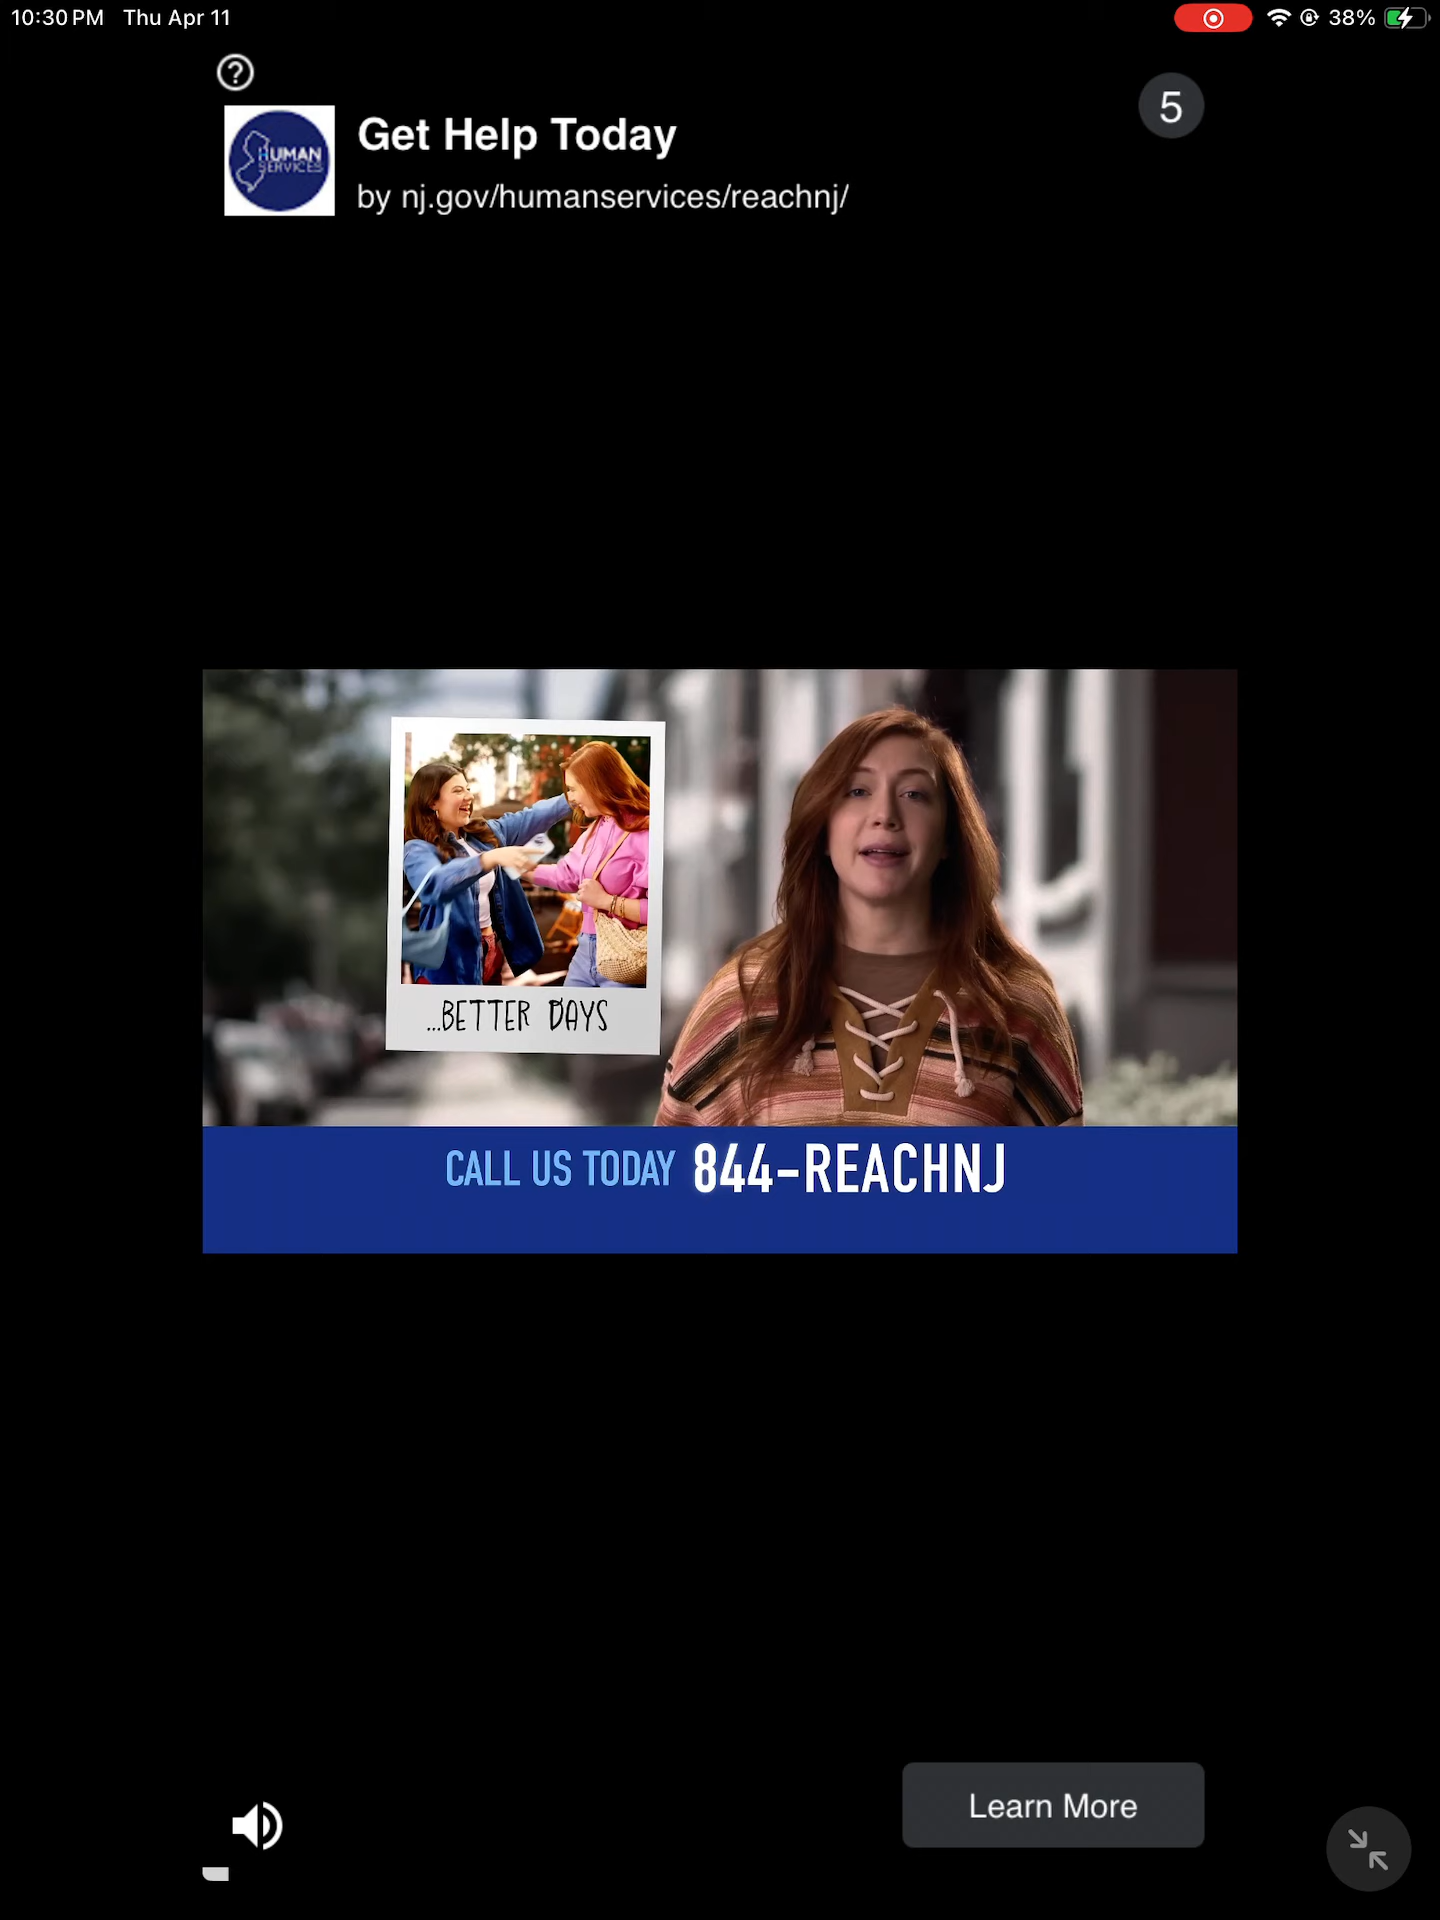 10:30 PM Thu Apr 11
38%
5
HUMAN
SERVICES
Get Help Today
by nj.gov/humanservices/reachnj/
...BETTER DAYS
CALL US TODAY 844-REACHNJ
Learn More